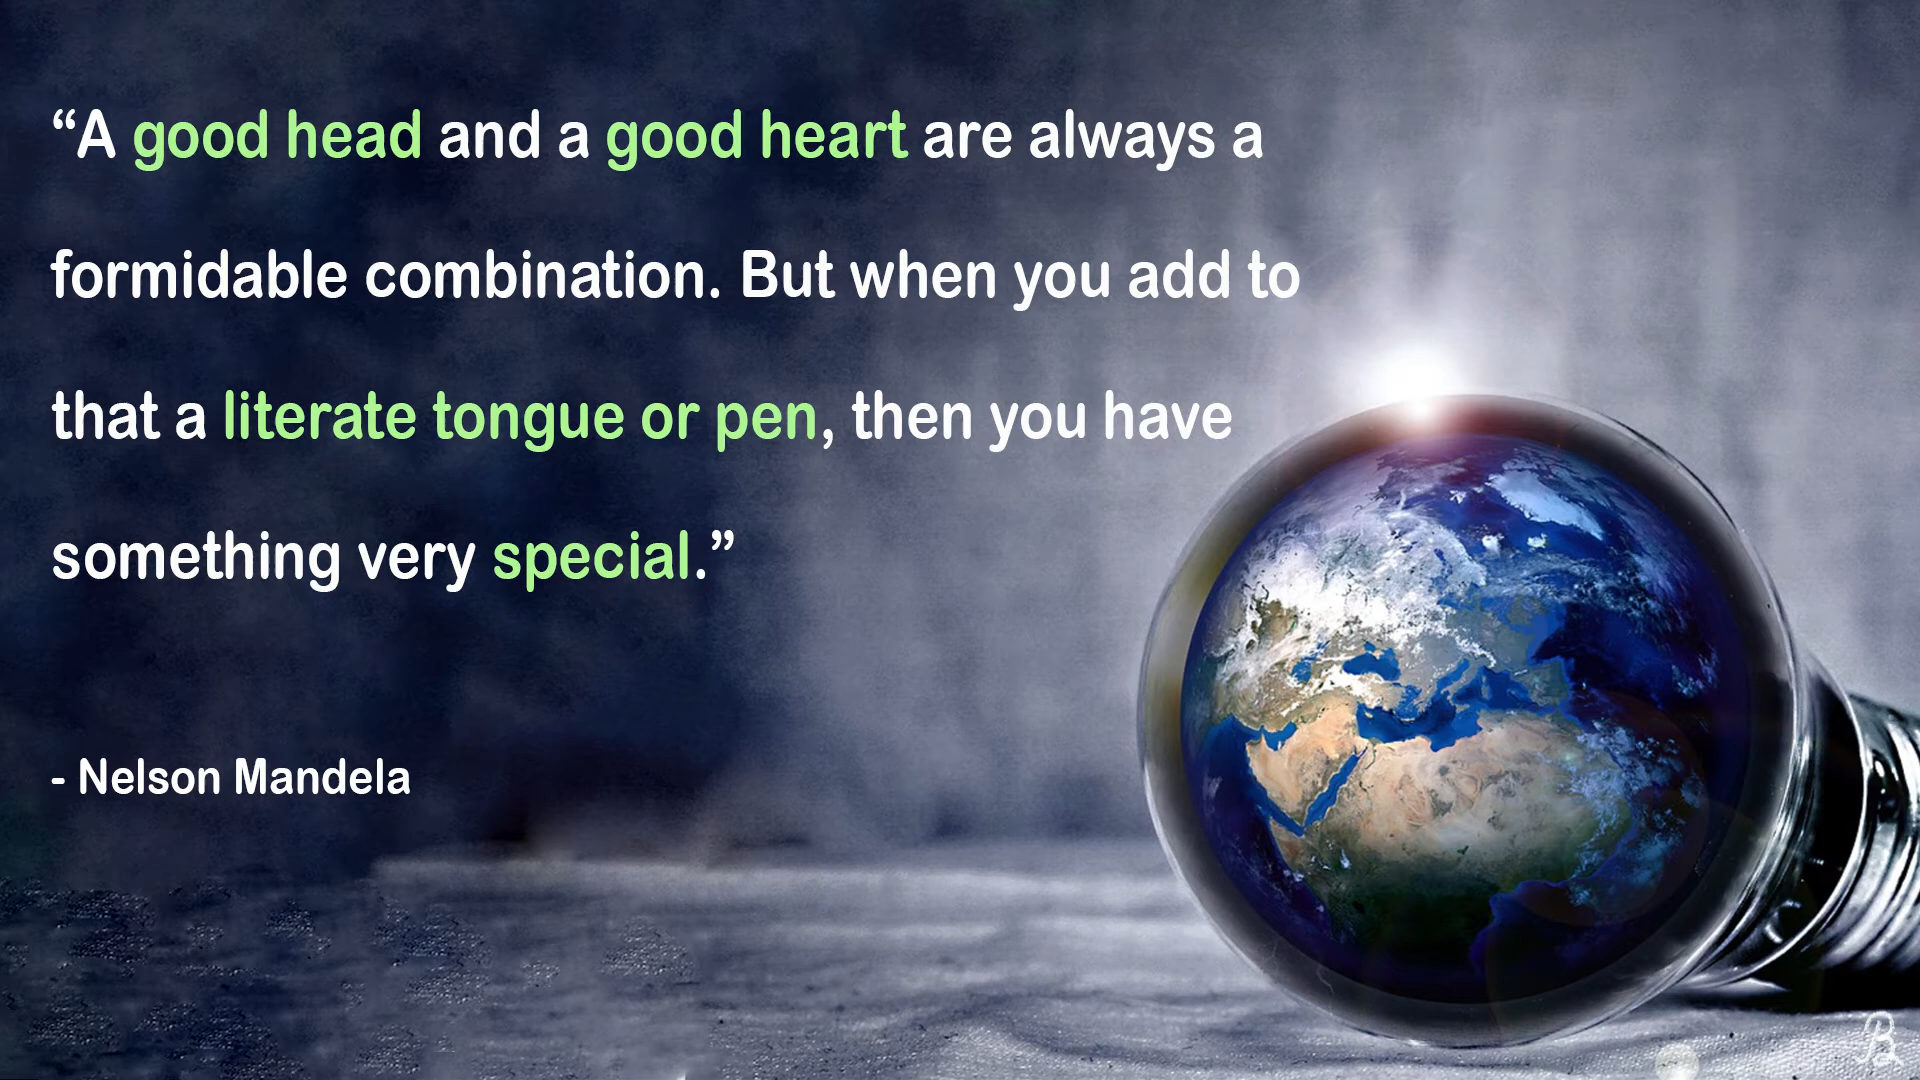 “A good head and a good heart are always a
formidable combination. But when you add to
that a literate tongue or pen, then you have
something very special.”
- Nelson Mandela
B